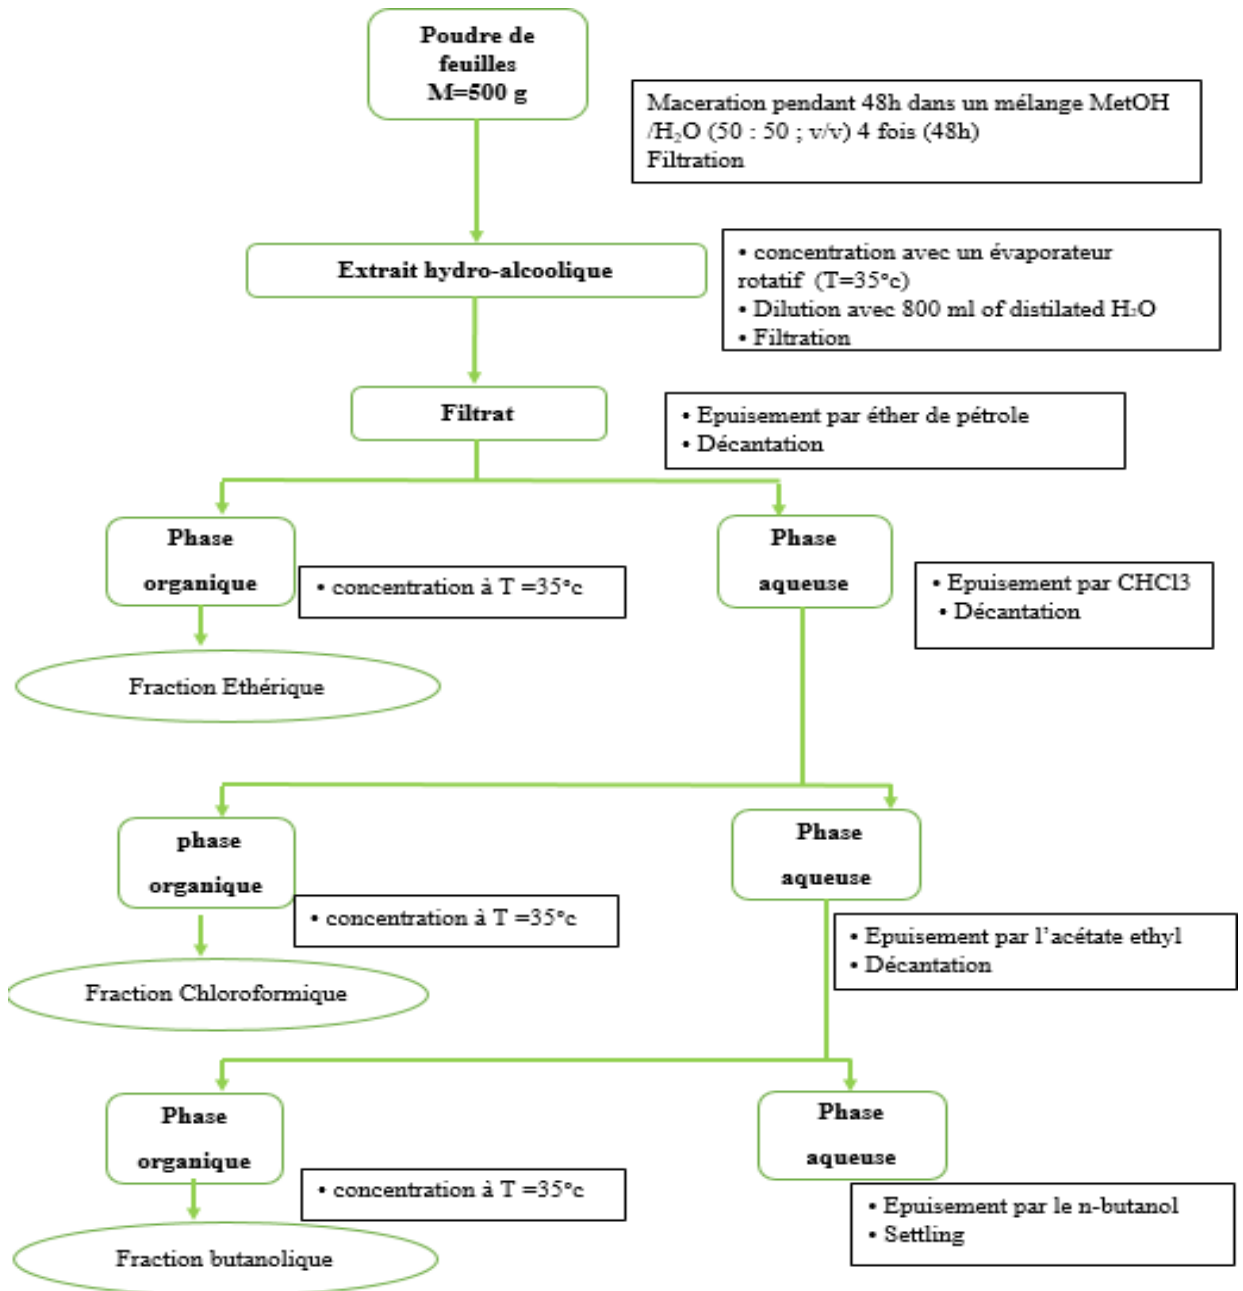 Poudre de
feuilles
M=500 g
Maceration pendant 48h dans un mélange MetOH
/H₂O (50 : 50 ; v/v) 4 fois (48h)
Filtration
Extrait hydro-alcoolique
• concentration avec un évaporateur
rotatif (T=35°c)
• Dilution avec 800 ml of distilated H₂O
• Filtration
Filtrat
• Epuisement par éther de pétrole
• Décantation
Phase
organique
• concentration à T =35°c
Phase
aqueuse
• Epuisement par CHCl3
• Décantation
Fraction Ethérique
phase
organique
• concentration à T =35°c
Phase
aqueuse
• Epuisement par l’acétate ethyl
• Décantation
Fraction Chloroformique
Phase
organique
• concentration à T =35°c
Phase
aqueuse
• Epuisement par le n-butanol
• Settling
Fraction butanolique